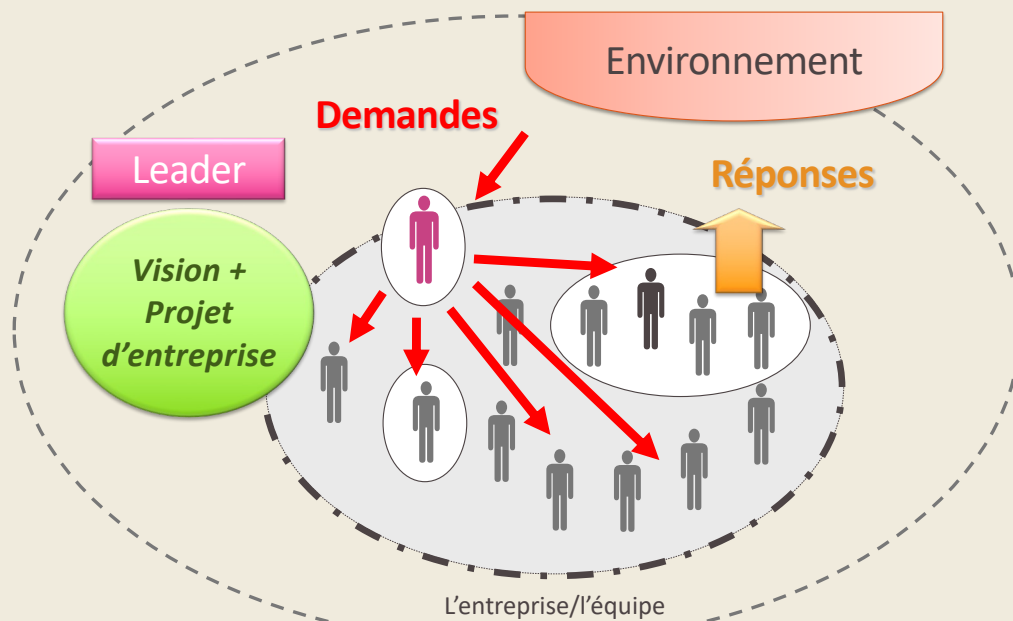 Environnement
Demandes
Leader
Réponses
Vision +
Projet
d'entreprise
L'entreprise/l'équipe